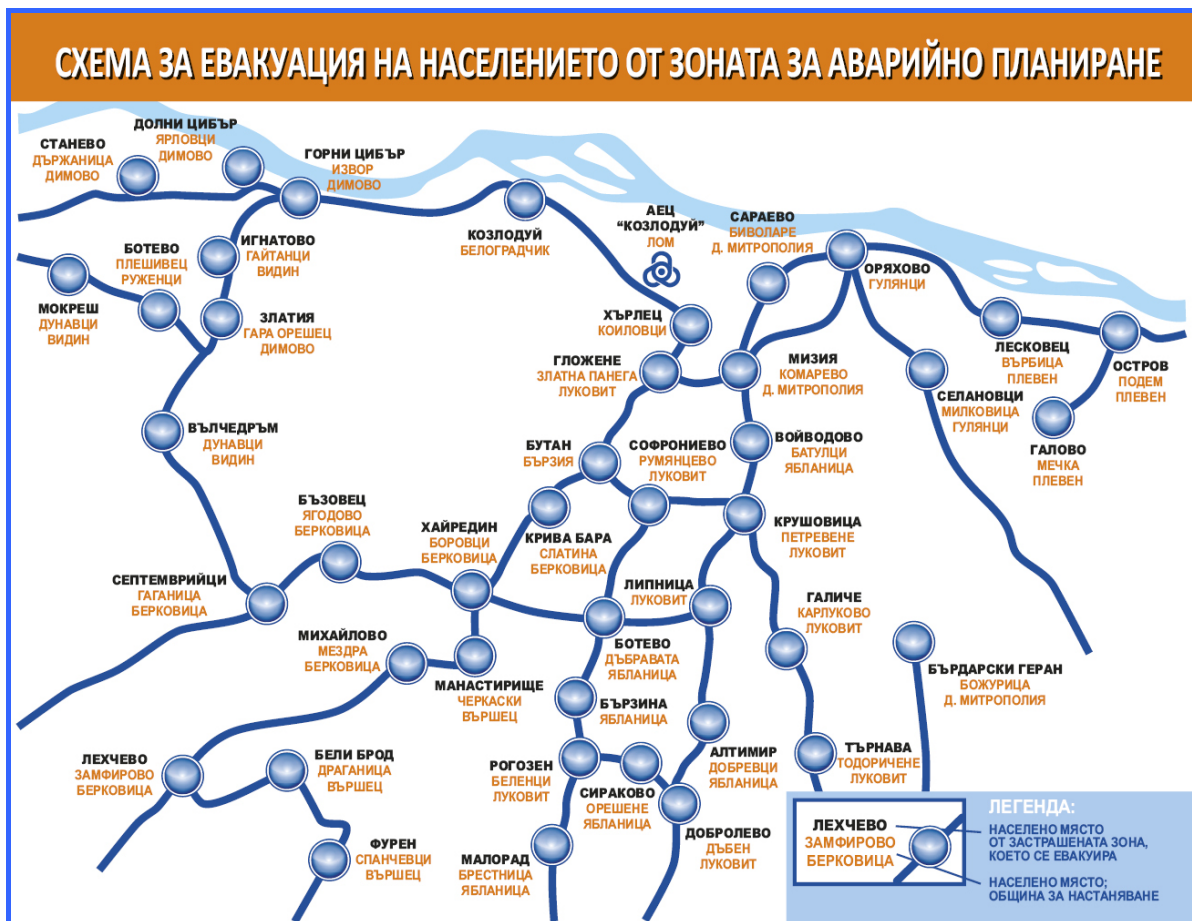 СХЕМА ЗА ЕВАКУАЦИЯ НА НАСЕЛЕНИЕТО ОТ ЗОНАТА ЗА АВАРИЙНО ПЛАНИРАНЕ
ДОЛНИ ЦИБЪР
ЯРЛОВЦИ
ДИМОВО
СТАНЕВО
ДЪРЖАНИЦА
ДИМОВО
ГОРНИ ЦИБЪР
ИЗВОР
ДИМОВО
КОЗЛОДУЙ
БЕЛОГРАДЧИК
АЕЦ
“КОЗЛОДУЙ”
ЛОМ
САРАЕВО
БИВОЛАРЕ
Д. МИТРОПОЛИЯ
ОРЯХОВО
ГУЛЯНЦИ
БОТЕВО
ПЛЕШИВЕЦ
РУЖЕНЦИ
ИГНАТОВО
ГАЙТАНЦИ
ВИДИН
МОКРЕШ
ДУНАВЦИ
ВИДИН
ЗЛАТИЯ
ГАРА ОРЕШЕЦ
ДИМОВО
ХЪРЛЕЦ
КОИЛОВЦИ
ГЛОЖЕНЕ
ЗЛАТНА ПАНЕГА
ЛУКОВИТ
МИЗИЯ
КОМАРЕВО
Д. МИТРОПОЛИЯ
ЛЕСКОВЕЦ
ВЪРБИЦА
ПЛЕВЕН
ОСТРОВ
ПОДЕМ
ПЛЕВЕН
СЕЛАНОВЦИ
МИЛКОВИЦА
ГУЛЯНЦИ
ГАЛОВО
МЕЧКА
ПЛЕВЕН
ВЪЛЧЕДРЪМ
ДУНАВЦИ
ВИДИН
БУТАН
БЪРЗИЯ
СОФРОНИЕВО
РУМЯНЦЕВО
ЛУКОВИТ
ВОЙВОДОВО
БАТУЛЦИ
ЯБЛАНИЦА
БЪЗОВЕЦ
ЯГОДОВО
БЕРКОВИЦА
ХАЙРЕДИН
БОРОВЦИ
БЕРКОВИЦА
КРИВА БАРА
СЛАТИНА
БЕРКОВИЦА
КРУШОВИЦА
ПЕТРЕВЕНЕ
ЛУКОВИТ
СЕПТЕМВРИЙЦИ
ГАГАНИЦА
БЕРКОВИЦА
ЛИПНИЦА
ЛУКОВИТ
ГАЛИЧЕ
КАРЛУКОВО
ЛУКОВИТ
МИХАЙЛОВО
МЕЗДРА
БЕРКОВИЦА
БОТЕВО
ДЪБРАВАТА
ЯБЛАНИЦА
БЪРДАРСКИ ГЕРАН
БОЖУРИЦА
Д. МИТРОПОЛИЯ
МАНАСТИРИЩЕ
ЧЕРКАСКИ
ВЪРШЕЦ
БЪРЗИНА
ЯБЛАНИЦА
ЛЕХЧЕВО
ЗАМФИРОВО
БЕРКОВИЦА
БЕЛИ БРОД
ДРАГАНИЦА
ВЪРШЕЦ
РОГОЗЕН
БЕЛЕНЦИ
ЛУКОВИТ
СИРАКОВО
ОРЕШЕНЕ
ЯБЛАНИЦА
АЛТИМИР
ДОБРЕВЦИ
ЯБЛАНИЦА
ТЪРНАВА
ТОДОРИЧЕНЕ
ЛУКОВИТ
ФУРЕН
СПАНЧЕВЦИ
ВЪРШЕЦ
МАЛОРАД
БРЕСТНИЦА
ЯБЛАНИЦА
ДОБРОЛЕВО
ДЪБЕН
ЛУКОВИТ
ЛЕГЕНДА:
ЛЕХЧЕВО
ЗАМФИРОВО
БЕРКОВИЦА
НАСЕЛЕНО МЯСТО
ОТ ЗАСТРАШЕНАТА ЗОНА,
КОЕТО СЕ ЕВАКУИРА
НАСЕЛЕНО МЯСТО;
ОБЩИНА ЗА НАСТАНЯВАНЕ